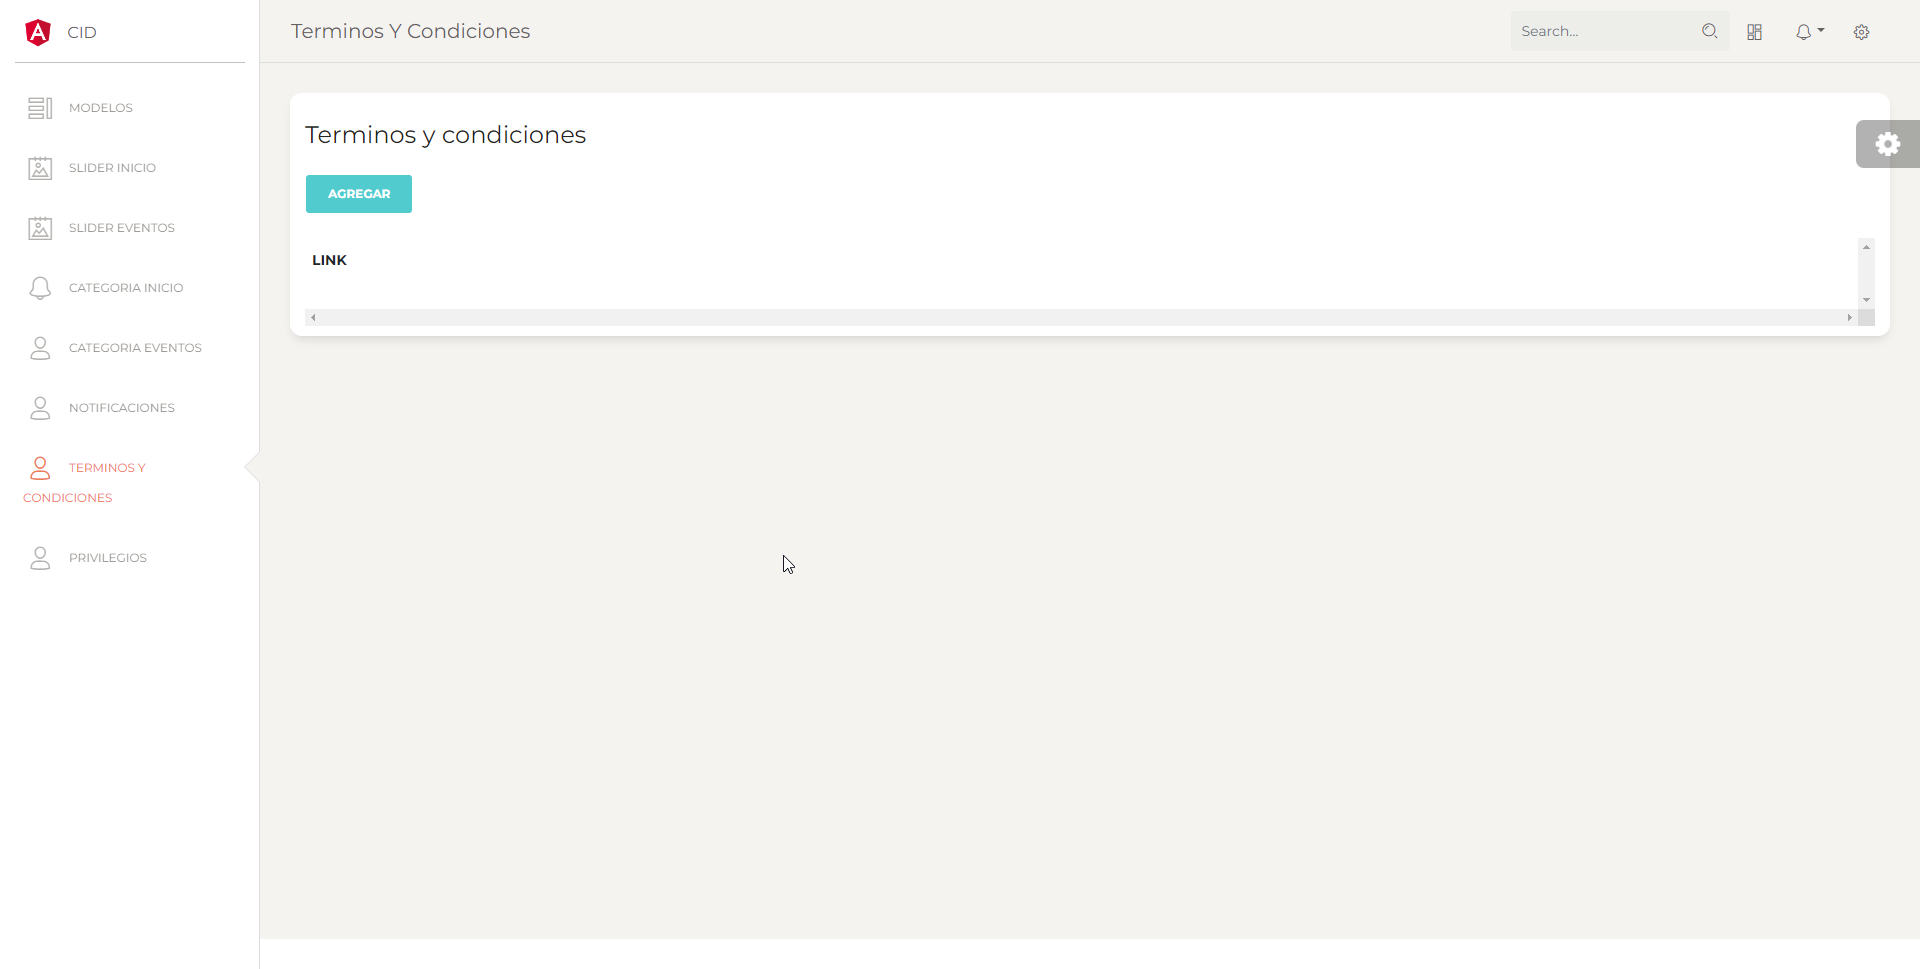 CID
MODELOS
SLIDER INICIO
SLIDER EVENTOS
CATEGORIA INICIO
CATEGORIA EVENTOS
NOTIFICACIONES
TERMINOS Y
CONDICIONES
PRIVILEGIOS
Terminos Y Condiciones
Search...
Terminos y condiciones
AGREGAR
LINK